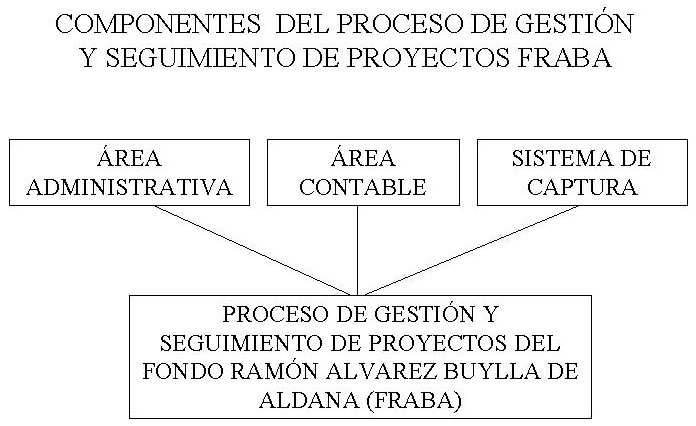 COMPONENTES DEL PROCESO DE GESTIÓN
Y SEGUIMIENTO DE PROYECTOS FRABA
ÁREA
ADMINISTRATIVA
ÁREA
CONTABLE
SISTEMA DE
CAPTURA
PROCESO DE GESTIÓN Y
SEGUIMIENTO DE PROYECTOS DEL
FONDO RAMÓN ALVAREZ BUYLLA DE
ALDANA (FRABA)